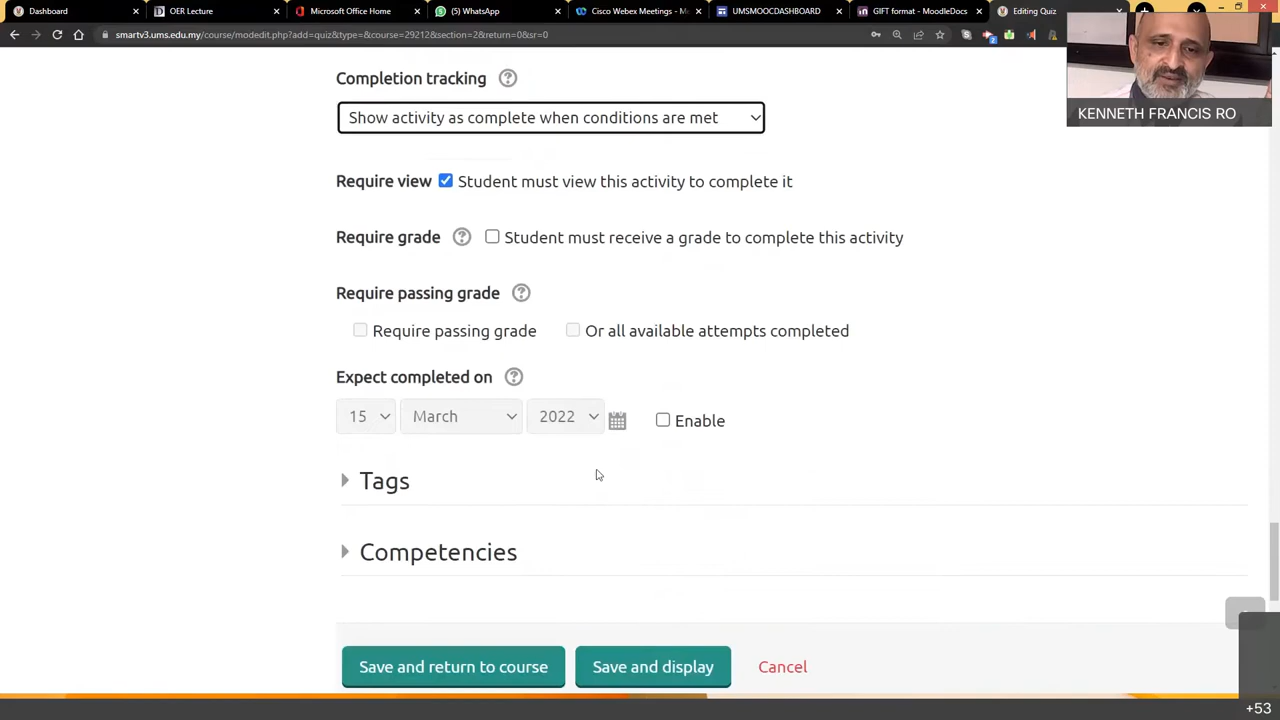 Dashboard
OER Lecture
Microsoft Office Home
(5) WhatsApp
Cisco Webex Meetings - M
UMSMOOCDASHBOARD
GIFT format - MoodleDocs
Editing Quiz
smartv3.ums.edu.my/course/modedit.php?add=quiz&type=&course=29212&section=2&return=0&sr=0
KENNETH FRANCIS RO
Completion tracking ?
Show activity as complete when conditions are met
Require view Student must view this activity to complete it
Require grade ? Student must receive a grade to complete this activity
Require passing grade ?
Require passing grade Or all available attempts completed
Expect completed on ?
15 March 2022 Enable
Tags
Competencies
Save and return to course Save and display Cancel
+53